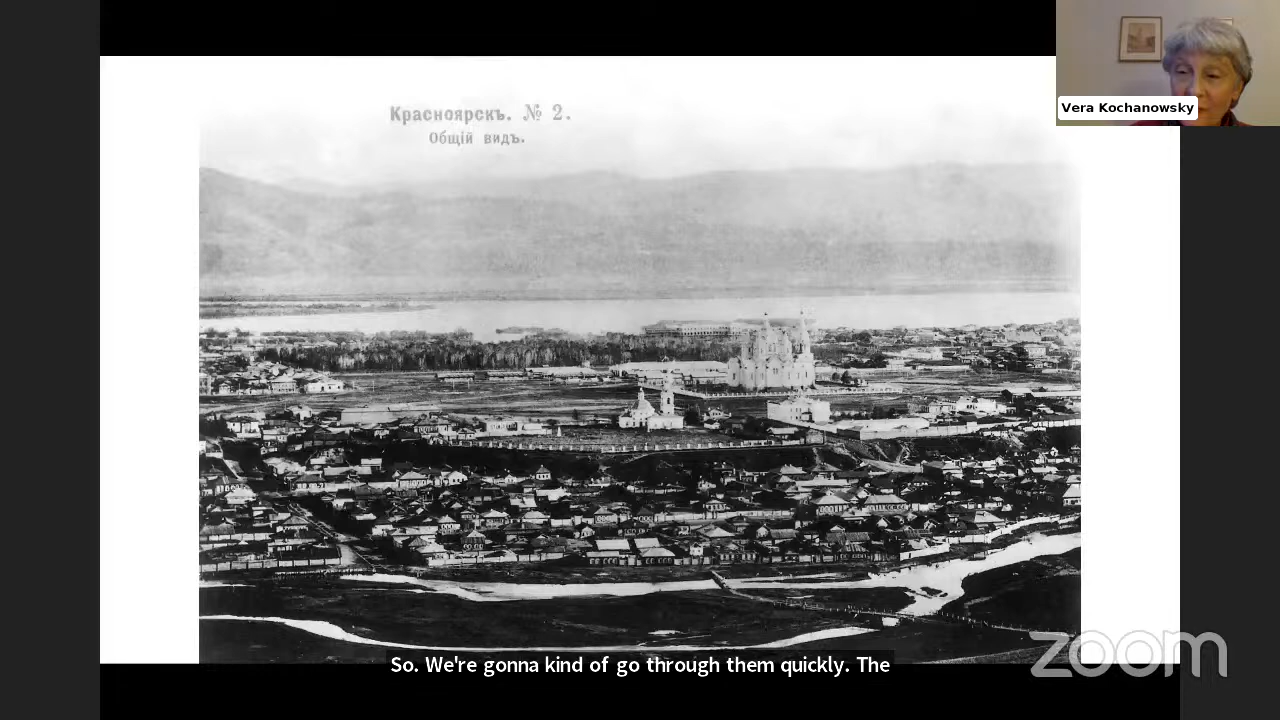 Красноярскъ. № 2.
Общій видъ.
Vera Kochanowsky
So. We're gonna kind of go through them quickly. The
zoom